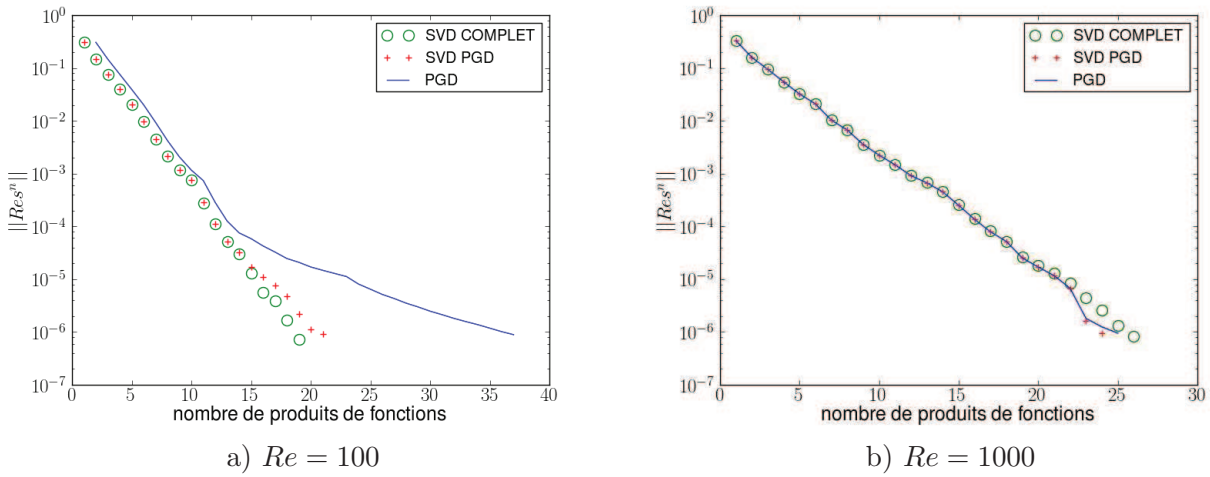 10^0
10^{-1}
10^{-2}
10^{-3}
10^{-4}
10^{-5}
10^{-6}
10^{-7}
||Res^n||
0 5 10 15 20 25 30 35 40
nombre de produits de fonctions
SVD COMPLET
SVD PGD
PGD
a) Re = 100
10^0
10^{-1}
10^{-2}
10^{-3}
10^{-4}
10^{-5}
10^{-6}
10^{-7}
||Res^n||
0 5 10 15 20 25 30
nombre de produits de fonctions
SVD COMPLET
SVD PGD
PGD
b) Re = 1000